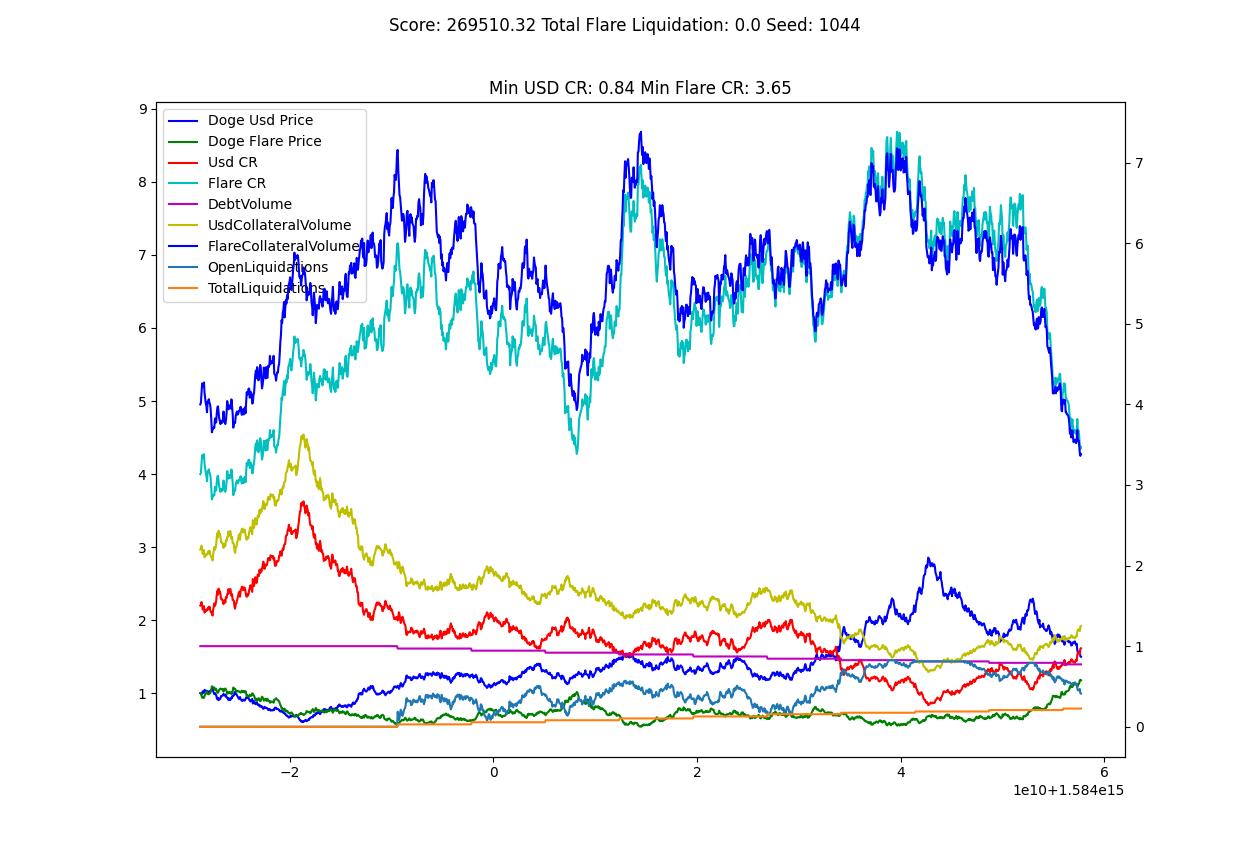 Score: 269510.32 Total Flare Liquidation: 0.0 Seed: 1044
Min USD CR: 0.84 Min Flare CR: 3.65
Doge Usd Price
Doge Flare Price
Usd CR
Flare CR
DebtVolume
UsdCollateralVolume
FlareCollateralVolume
OpenLiquidations
TotalLiquidations
9
8
7
6
5
4
3
2
1
7
6
5
4
3
2
1
0
−2
0
2
4
6
1e10+1.584e15